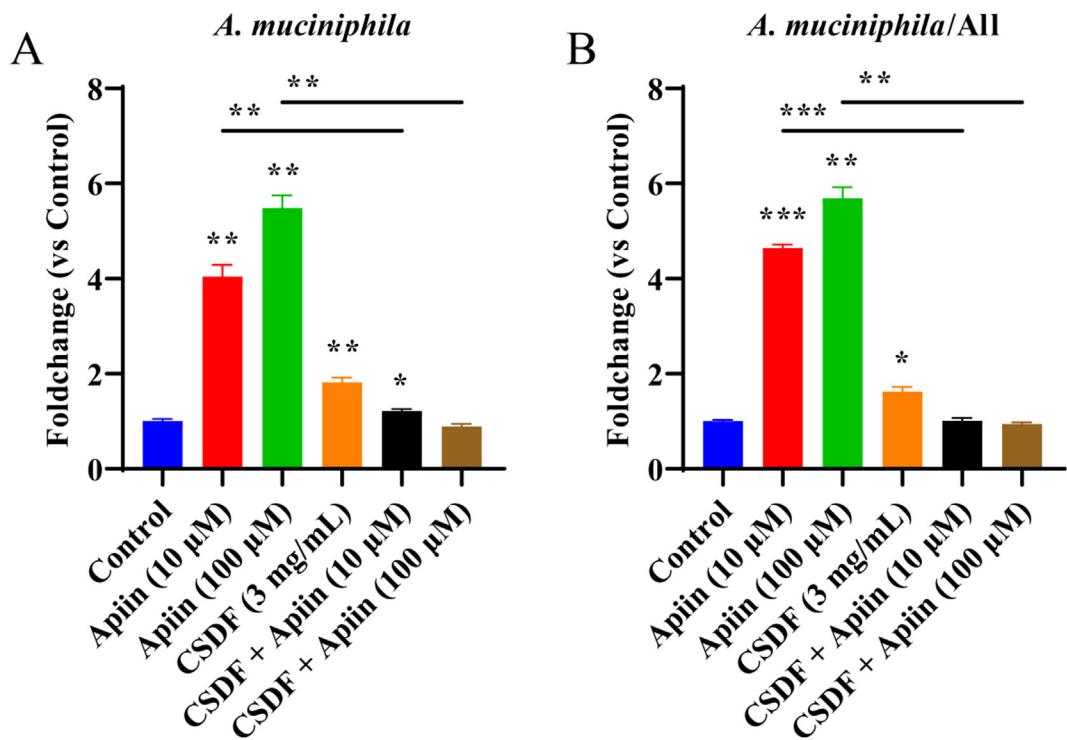 A
A. muciniphila
Foldchange (vs Control)
8
6
4
2
0
**
**
**
**
**
*
Control
Apiin (10 μM)
Apiin (100 μM)
CSDF (3 mg/mL)
CSDF + Apiin (10 μM)
CSDF + Apiin (100 μM)
B
A. muciniphila/All
Foldchange (vs Control)
8
6
4
2
0
**
***
**
***
*
Control
Apiin (10 μM)
Apiin (100 μM)
CSDF (3 mg/mL)
CSDF + Apiin (10 μM)
CSDF + Apiin (100 μM)